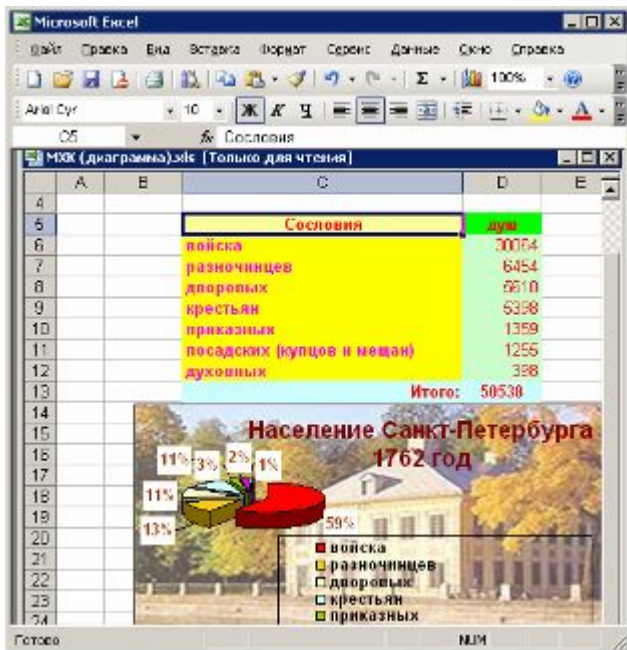 Microsoft Excel
Файл Правка Вид Вставка Формат Сервис Данные Окно Справка
100%
Arial Cyr 10 Ж К Ч
C5 fx Сословия
МХК (диаграмма).xls [Только для чтения]
A B C D E
4
5 Сословия душ
6 войска
7 разночинцев 6454
8 дворовых 5610
9 крестьян 5398
10 приказных 1359
11 посадских (купцов и мещан) 1255
12 духовных 398
13 Итого: 50538
14
15 Население Санкт-Петербурга
16 1762 год
17
18
19
20
21
22
23
24
11% 3% 2% 1%
11%
13%
59%
войска
разночинцев
дворовых
крестьян
приказных
Готово NUM